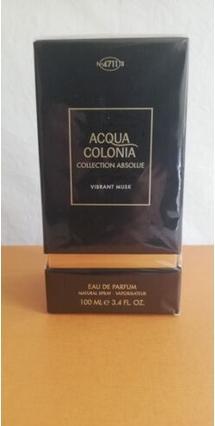 Nº4711®
ACQUA
COLONIA
COLLECTION ABSOLUE
VIBRANT MUSK
EAU DE PARFUM
NATURAL SPRAY · VAPORISATEUR
100 ML ℮ 3.4 FL. OZ.